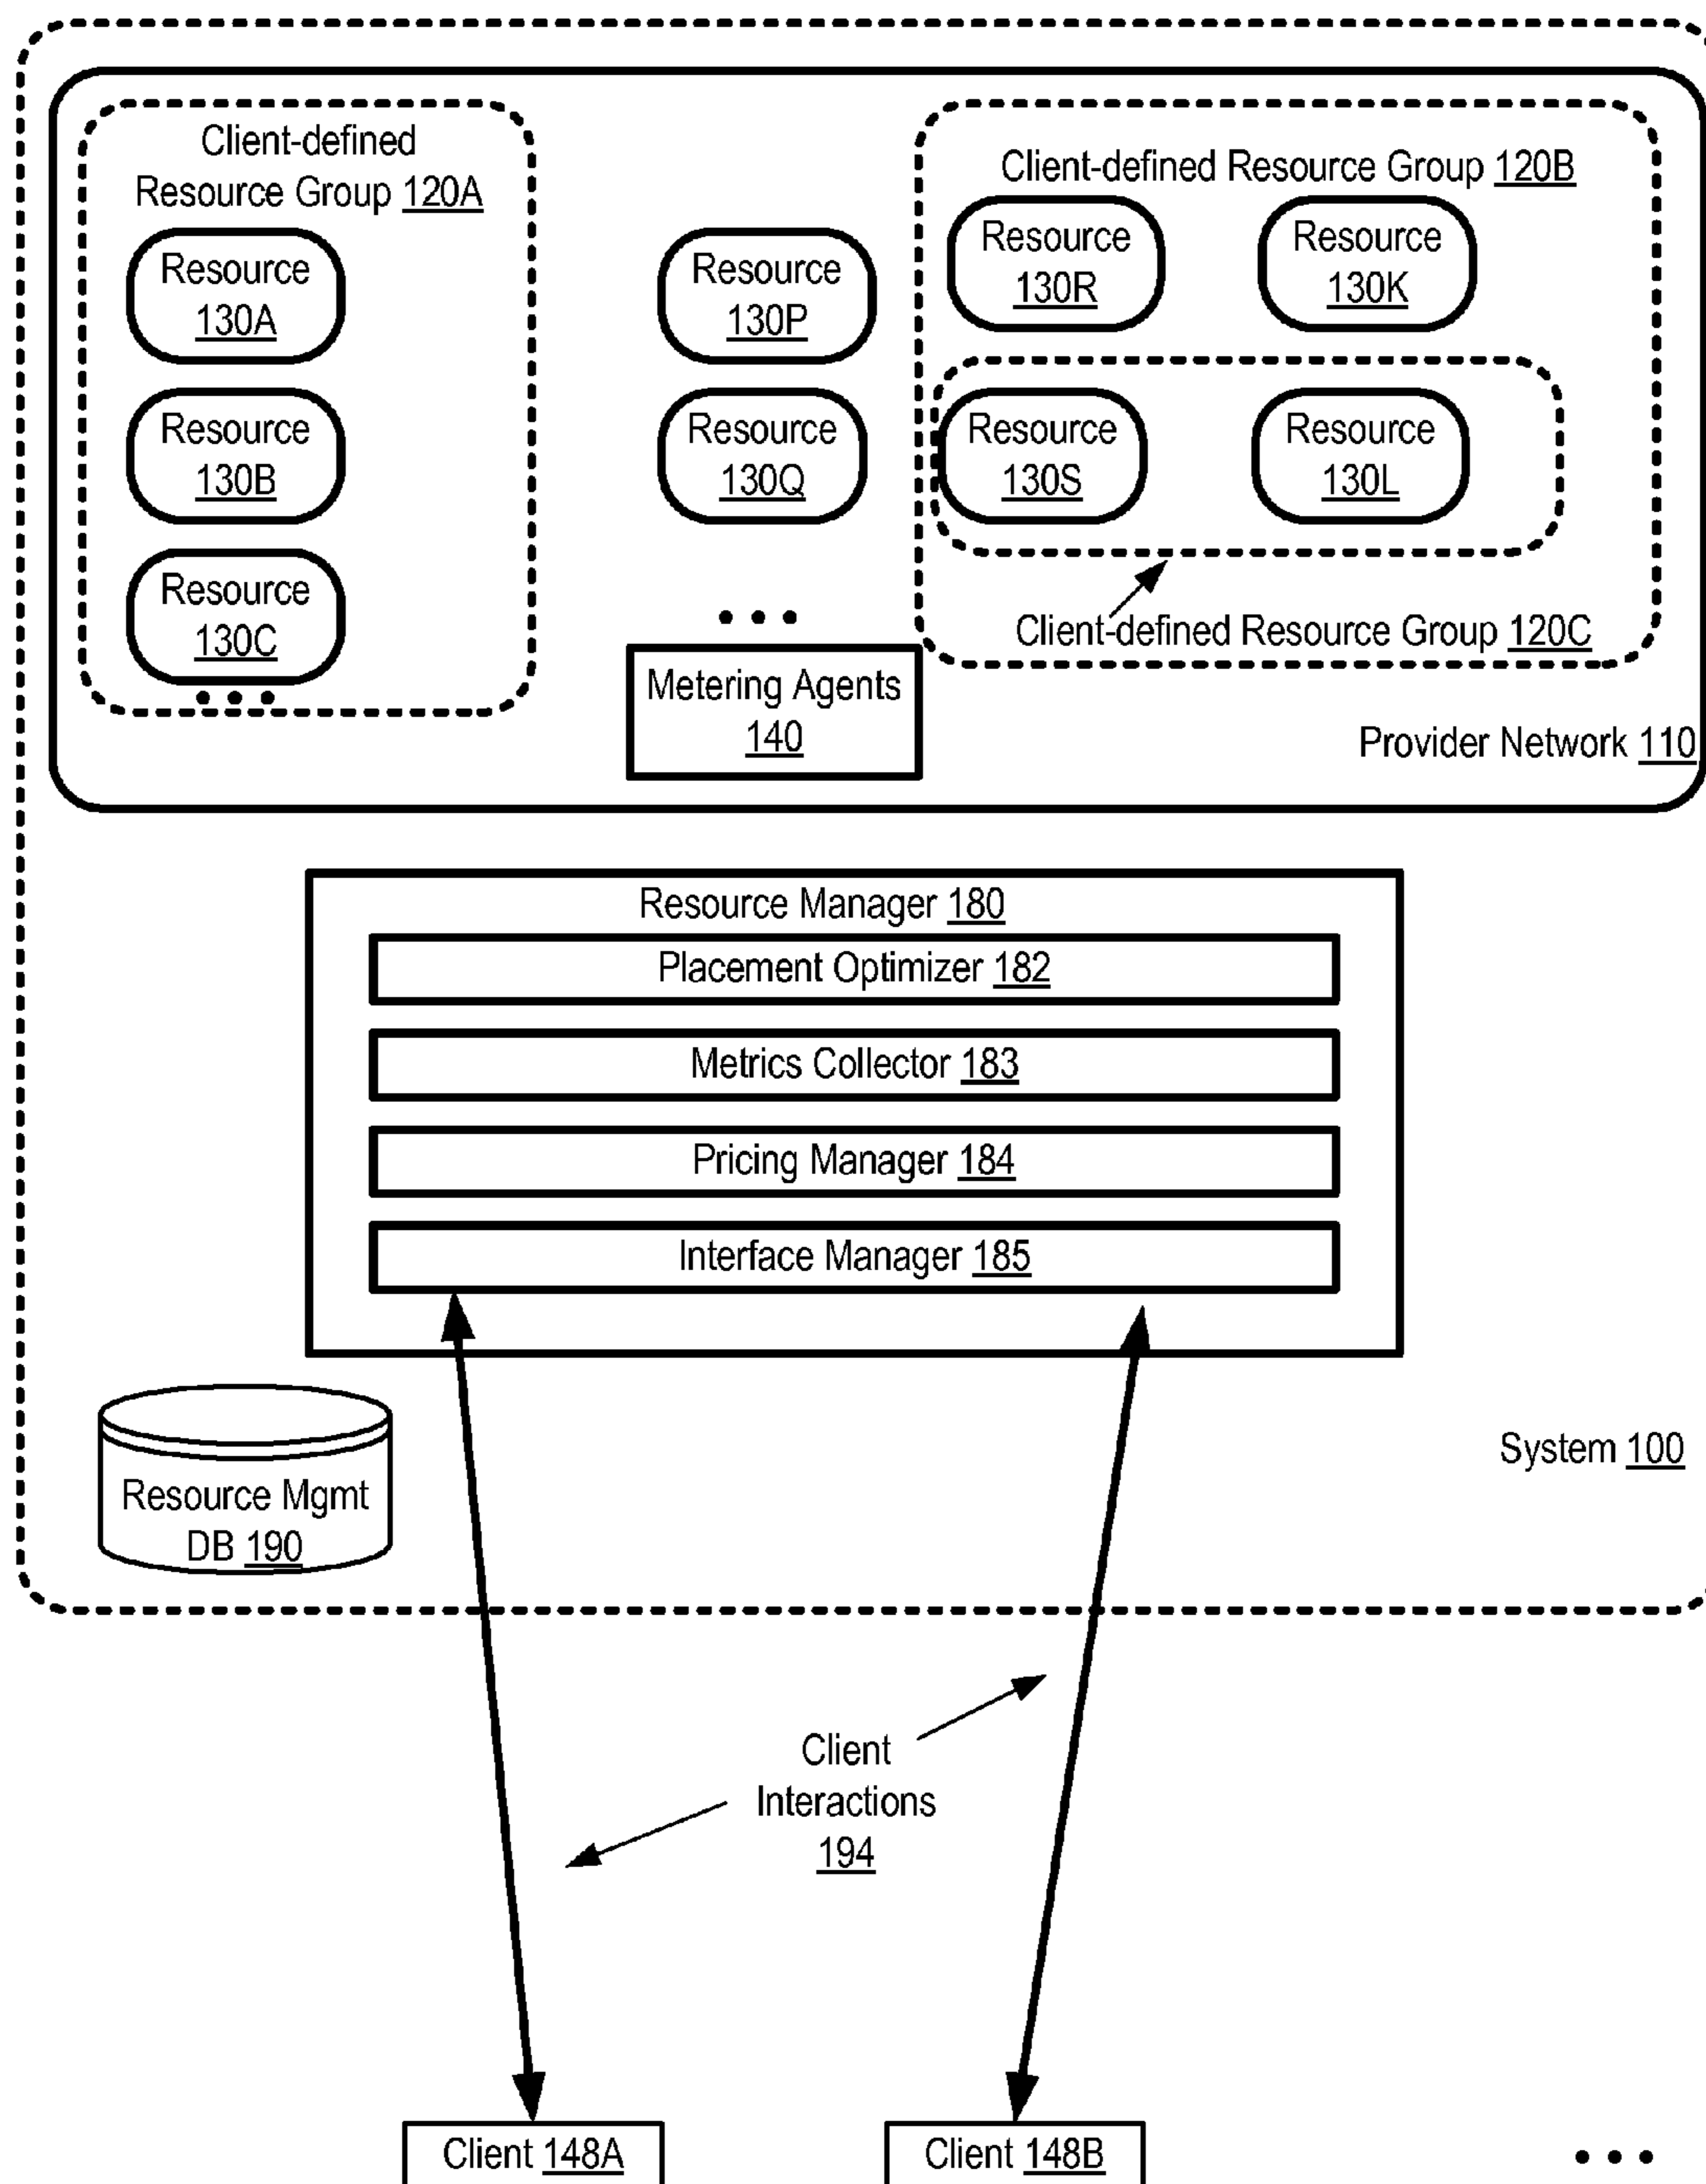 Client-defined
Resource Group 120A
Resource
130A
Resource
130B
Resource
130C
• • •
Resource
130P
Resource
130Q
• • •
Metering Agents
140
Client-defined Resource Group 120B
Resource
130R
Resource
130K
Resource
130S
Resource
130L
Client-defined Resource Group 120C
Provider Network 110
Resource Manager 180
Placement Optimizer 182
Metrics Collector 183
Pricing Manager 184
Interface Manager 185
Resource Mgmt
DB 190
System 100
Client
Interactions
194
Client 148A
Client 148B
• • •